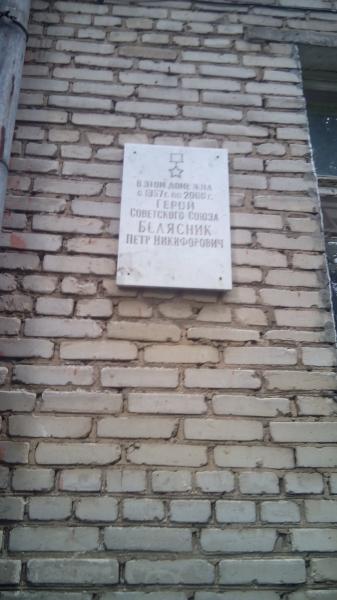 В ЭТОМ ДОМЕ ЖИЛ
С 1957г. ПО 2000г.
ГЕРОЙ
СОВЕТСКОГО СОЮЗА
БЕЛЯСНИК
ПЕТР НИКИФОРОВИЧ